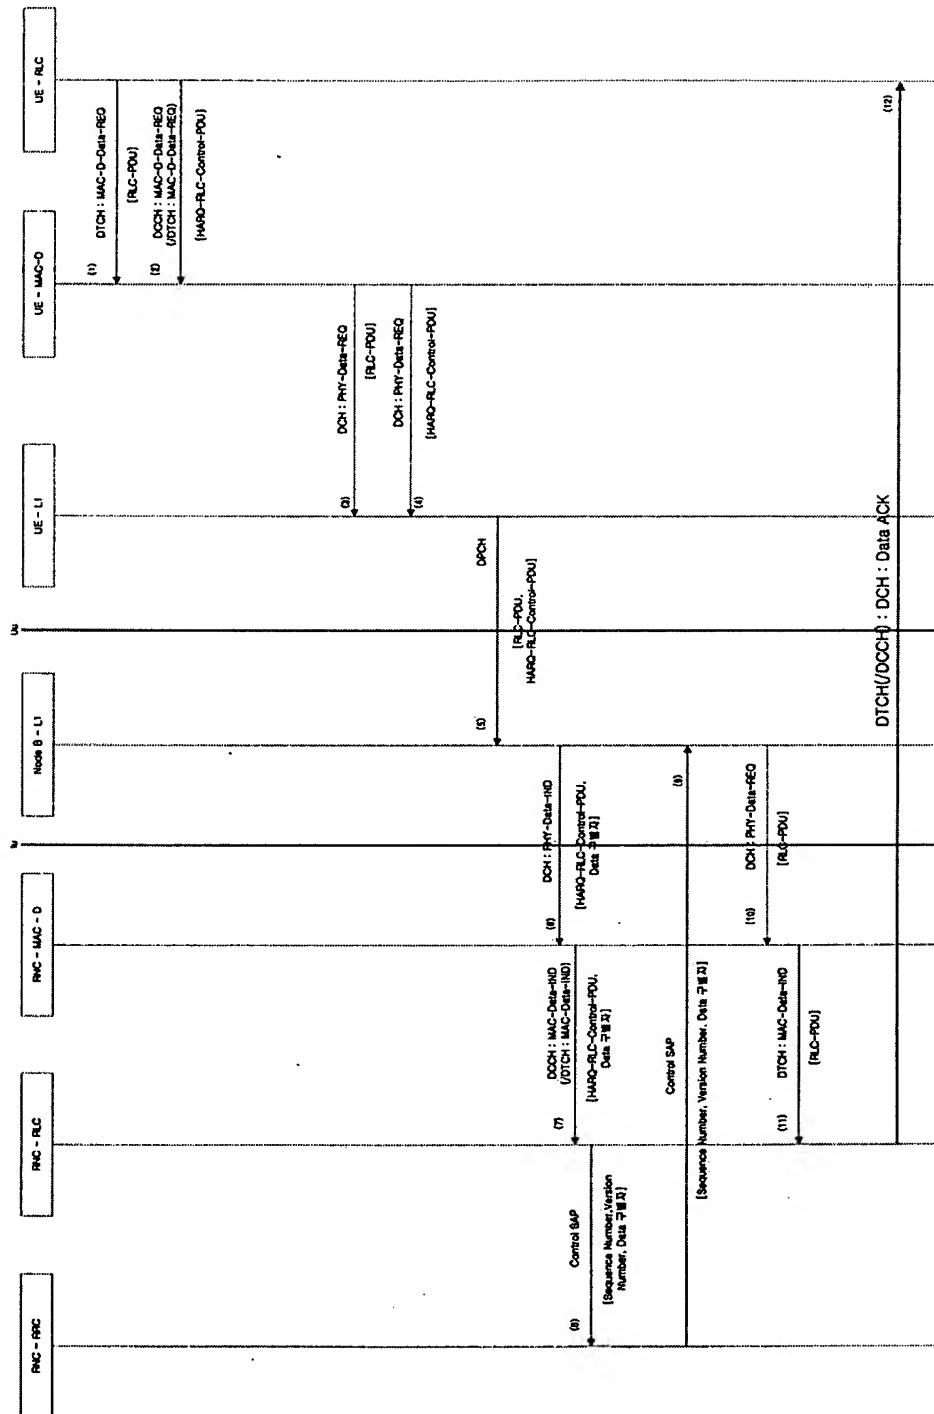 UE - RLC
UE - MAC-D
UE - L1
Node B - L1
RNC - MAC - D
RNC - RLC
RNC - RRC
(1)
DTCH : MAC-D-Data-REQ
[RLC-PDU]
(2)
DCCH : MAC-D-Data-REQ
(/DTCH : MAC-D-Data-REQ)
[HARQ-RLC-Control-PDU]
(3)
DCH : PHY-Data-REQ
[RLC-PDU]
(4)
DCH : PHY-Data-REQ
[HARQ-RLC-Control-PDU]
(5)
DPCH
[RLC-PDU,
HARQ-RLC-Control-PDU]
(6)
DCH : PHY-Data-IND
[HARQ-RLC-Control-PDU,
Data 구별자]
(7)
DCCH : MAC-Data-IND
(/DTCH : MAC-Data-IND)
[HARQ-RLC-Control-PDU,
Data 구별자]
(8)
Control SAP
[Sequence Number,Version
Number, Data 구별자]
(9)
Control SAP
[Sequence Number, Version Number, Data 구별자]
(10)
DCH : PHY-Data-REQ
[RLC-PDU]
(11)
DTCH : MAC-Data-IND
[RLC-PDU]
(12)
DTCH(/DCCH) : DCH : Data ACK